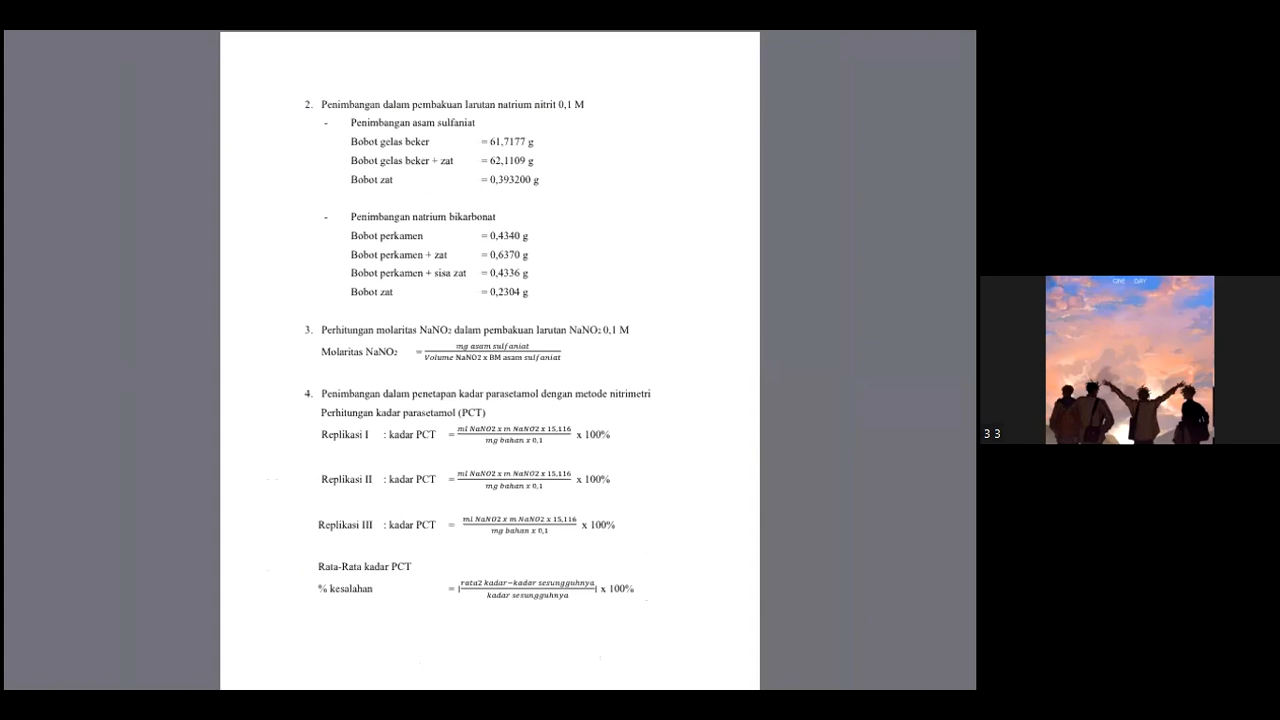 2. Penimbangan dalam pembakuan larutan natrium nitrit 0,1 M
- Penimbangan asam sulfaniat
Bobot gelas beker = 61,7177 g
Bobot gelas beker + zat = 62,1109 g
Bobot zat = 0,393200 g
- Penimbangan natrium bikarbonat
Bobot perkamen = 0,4340 g
Bobot perkamen + zat = 0,6370 g
Bobot perkamen + sisa zat = 0,4336 g
Bobot zat = 0,2304 g
3. Perhitungan molaritas NaNO₂ dalam pembakuan larutan NaNO₂ 0,1 M
mg asam sulfaniat
Molaritas NaNO₂ =
Volume NaNO2 x BM asam sulfaniat
4. Penimbangan dalam penetapan kadar parasetamol dengan metode nitrimetri
Perhitungan kadar parasetamol (PCT)
ml NaNO2 x m NaNO2 x 15,116
Replikasi I : kadar PCT = x 100%
mg bahan x 0,1
ml NaNO2 x m NaNO2 x 15,116
Replikasi II : kadar PCT = x 100%
mg bahan x 0,1
ml NaNO2 x m NaNO2 x 15,116
Replikasi III : kadar PCT = x 100%
mg bahan x 0,1
Rata-Rata kadar PCT
rata2 kadar−kadar sesungguhnya
% kesalahan = | | x 100%
kadar sesungguhnya
ONE DAY
3 3